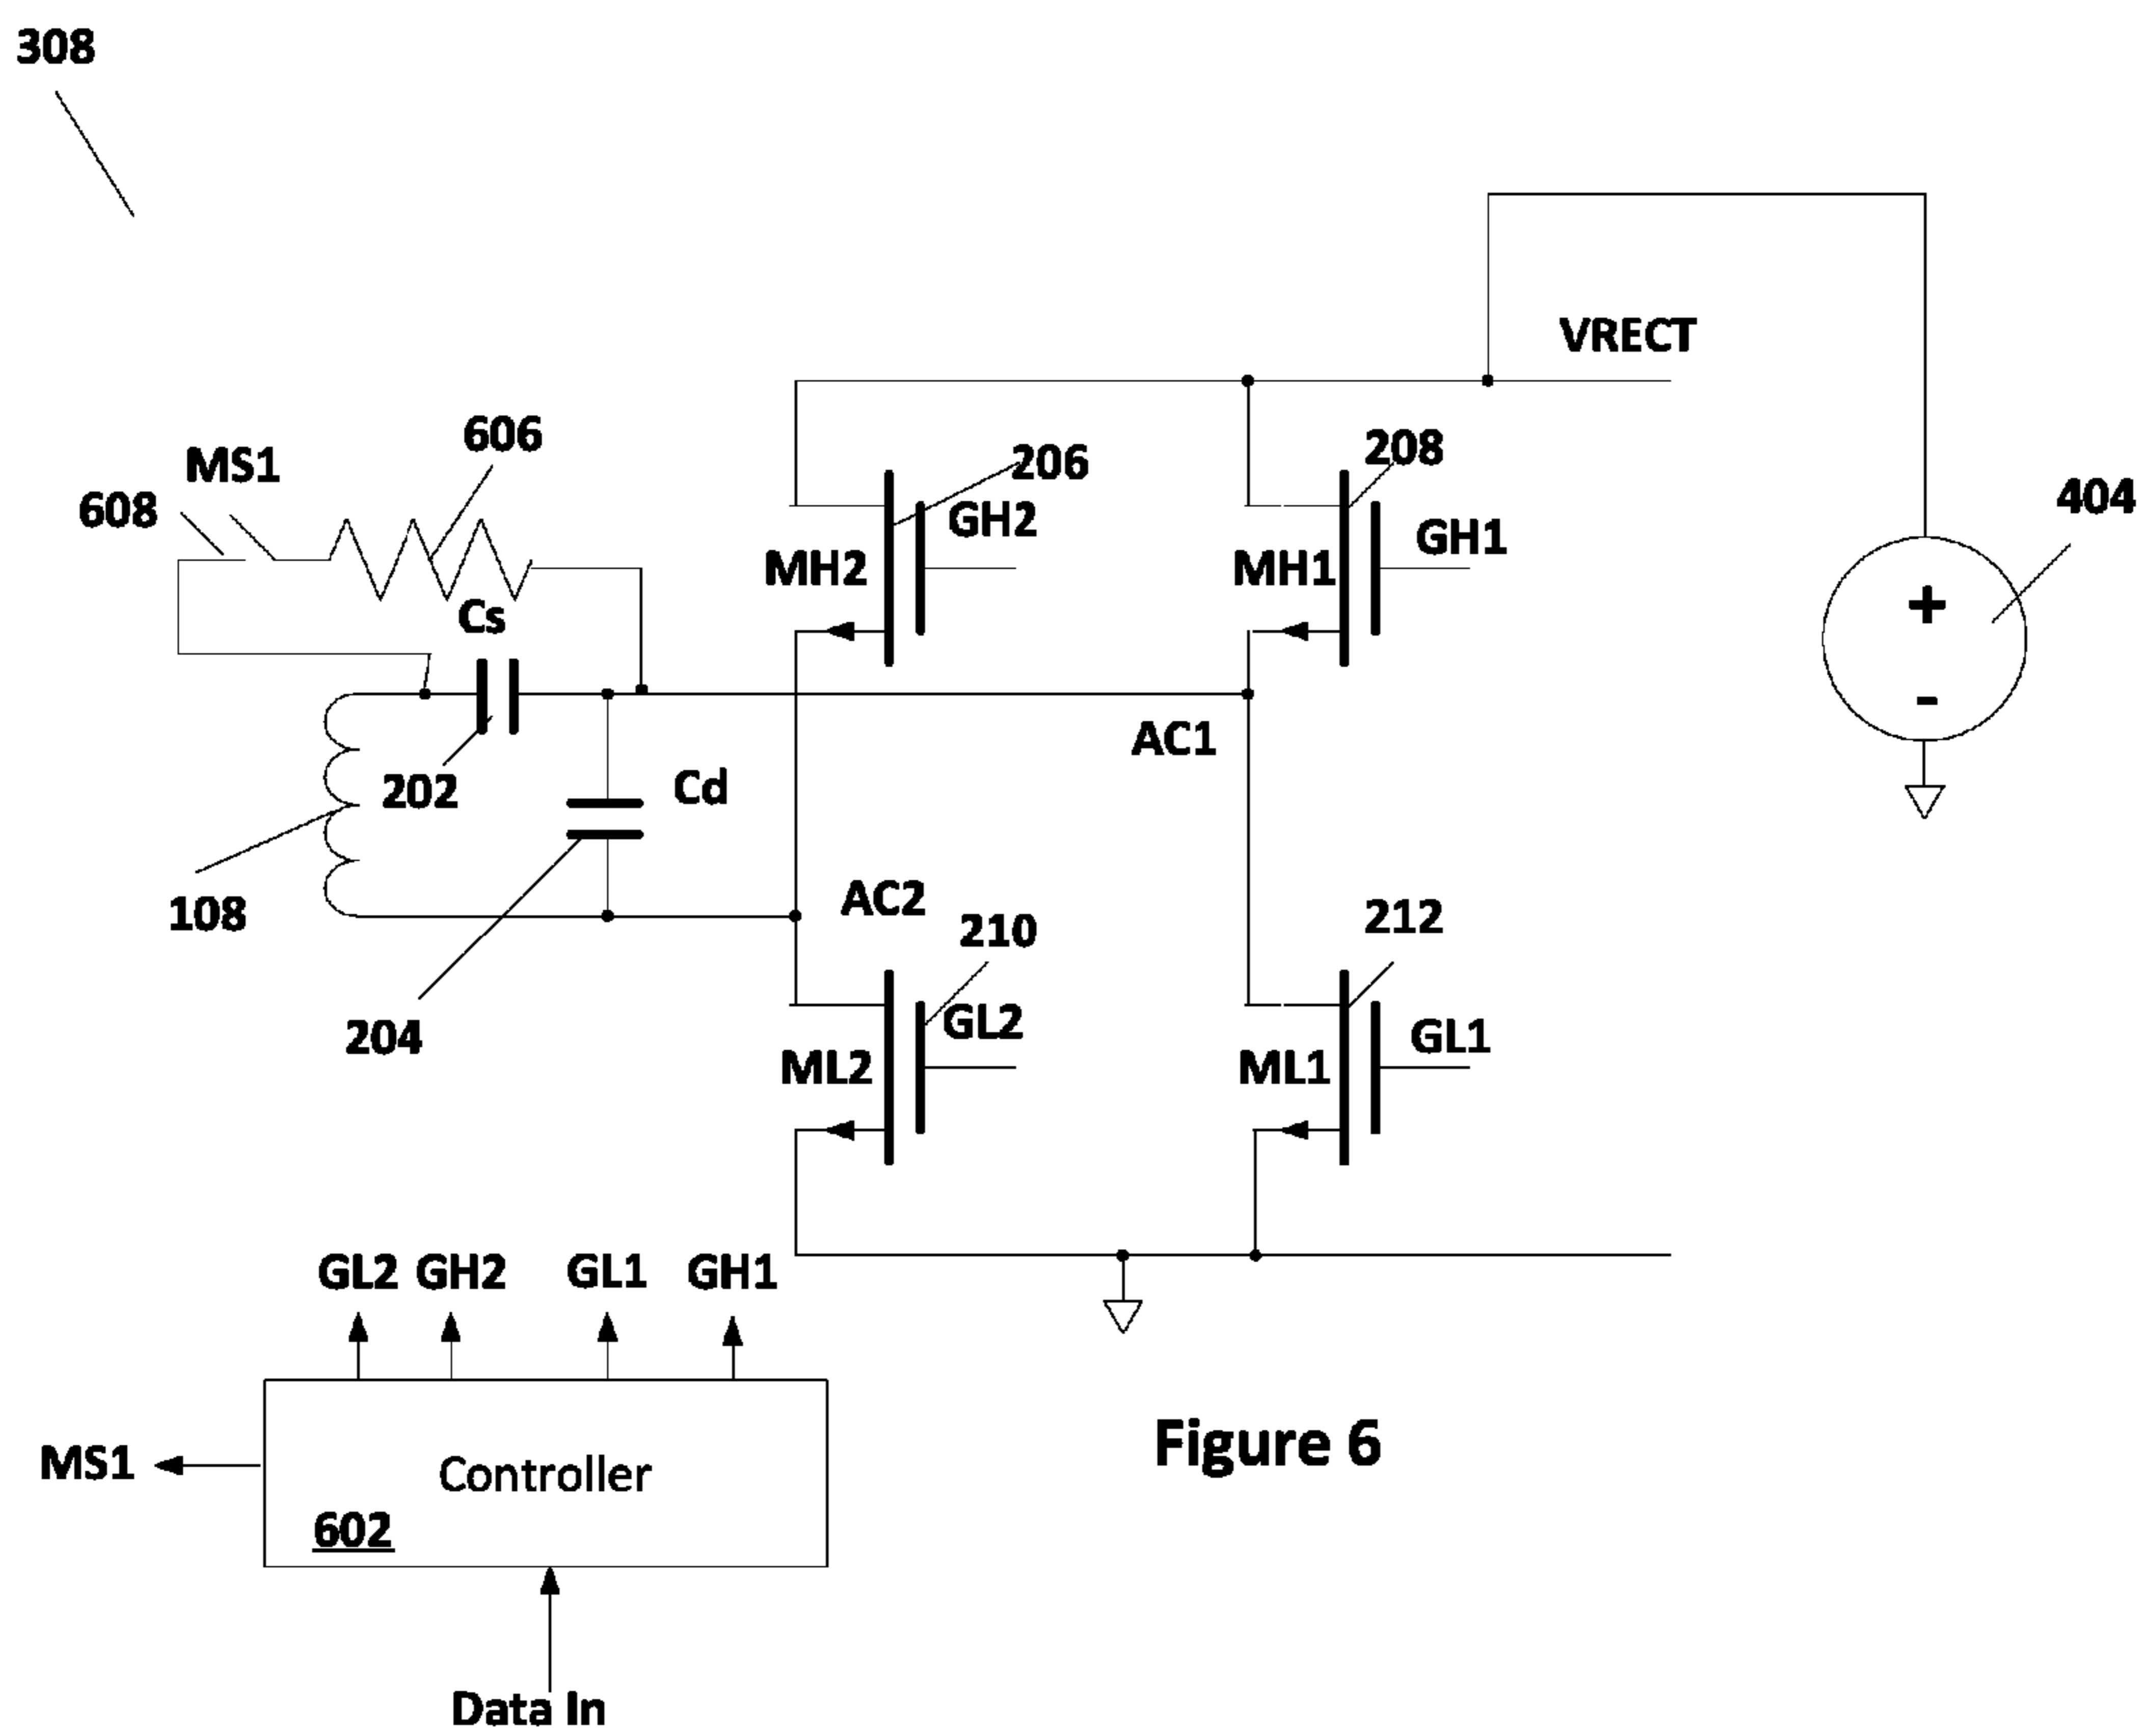 308
VRECT
606
MS1
206
208
608
404
GH2
GH1
MH2
MH1
Cs
AC1
202
Cd
108
AC2
210
212
204
GL2
GL1
ML2
ML1
GL2 GH2 GL1 GH1
Figure 6
MS1
Controller
602
Data In
+
-